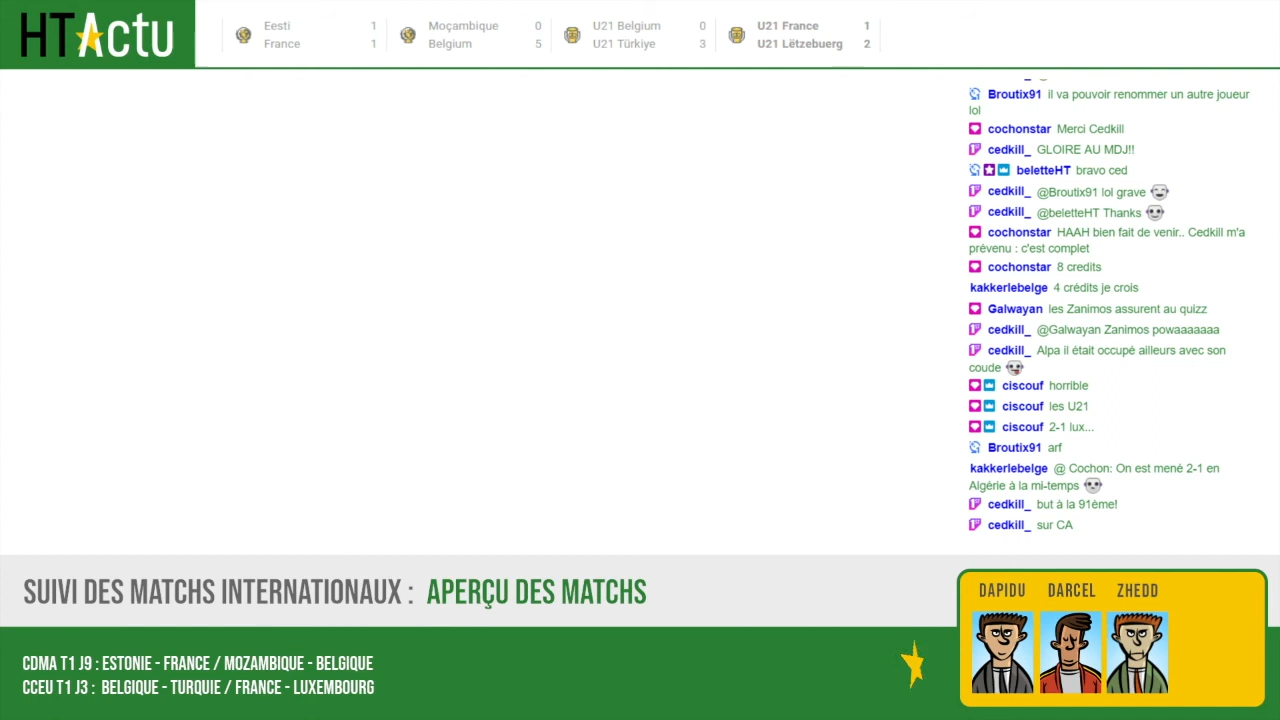 HTActu
Eesti 1
France 1
Moçambique 0
Belgium 5
U21 Belgium 0
U21 Türkiye 3
U21 France 1
U21 Lëtzebuerg 2
Broutix91 il va pouvoir renommer un autre joueur
lol
cochonstar Merci Cedkill
cedkill_ GLOIRE AU MDJ!!
beletteHT bravo ced
cedkill_ @Broutix91 lol grave
cedkill_ @beletteHT Thanks
cochonstar HAAH bien fait de venir.. Cedkill m'a
prévenu : c'est complet
cochonstar 8 credits
kakkerlebelge 4 crédits je crois
Galwayan les Zanimos assurent au quizz
cedkill_ @Galwayan Zanimos powaaaaaaa
cedkill_ Alpa il était occupé ailleurs avec son
coude
ciscouf horrible
ciscouf les U21
ciscouf 2-1 lux...
Broutix91 arf
kakkerlebelge @ Cochon: On est mené 2-1 en
Algérie à la mi-temps
cedkill_ but à la 91ème!
cedkill_ sur CA
SUIVI DES MATCHS INTERNATIONAUX : APERÇU DES MATCHS
DAPIDU DARCEL ZHEDD
CDMA T1 J9 : ESTONIE - FRANCE / MOZAMBIQUE - BELGIQUE
CCEU T1 J3 : BELGIQUE - TURQUIE / FRANCE - LUXEMBOURG